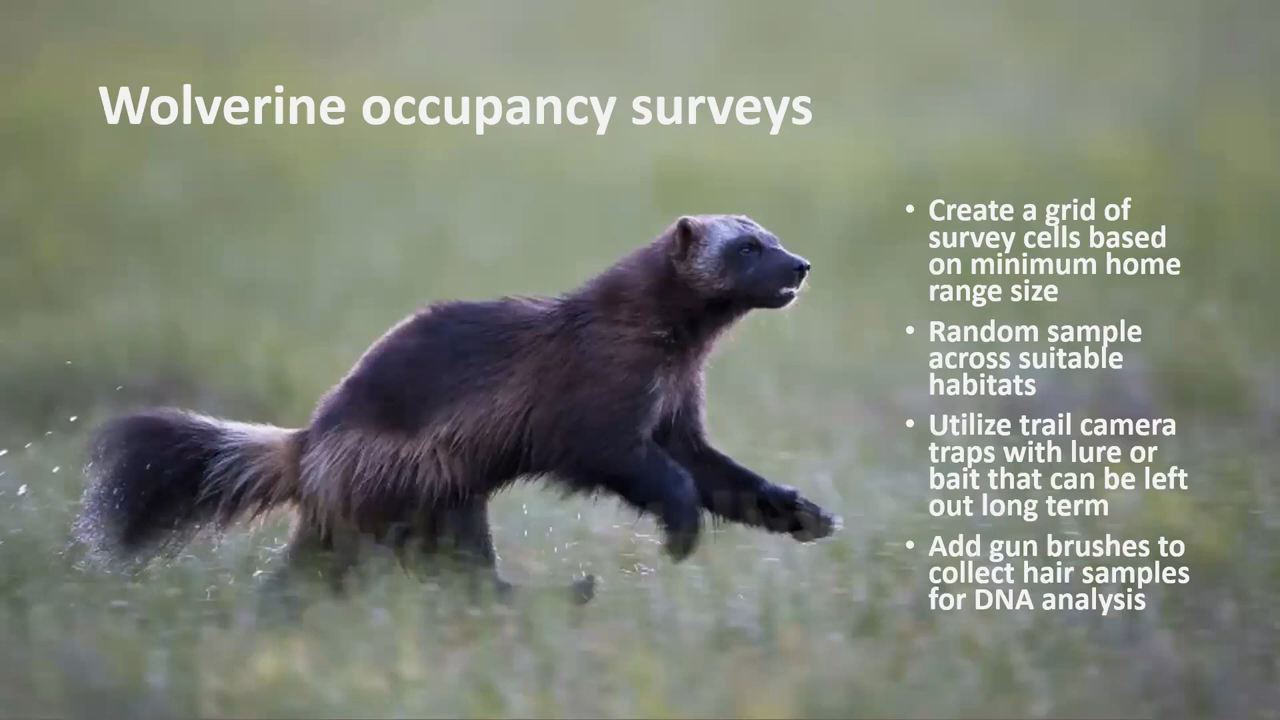 Wolverine occupancy surveys
• Create a grid of
survey cells based
on minimum home
range size
• Random sample
across suitable
habitats
• Utilize trail camera
traps with lure or
bait that can be left
out long term
• Add gun brushes to
collect hair samples
for DNA analysis